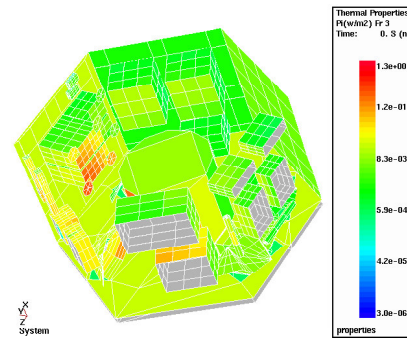 Thermal Properties
Pi(w/m2) Fr 3
Time: 0. S (n
1.3e+00
1.2e-01
8.3e-03
5.9e-04
4.2e-05
3.0e-06
properties
X
Y
Z
System